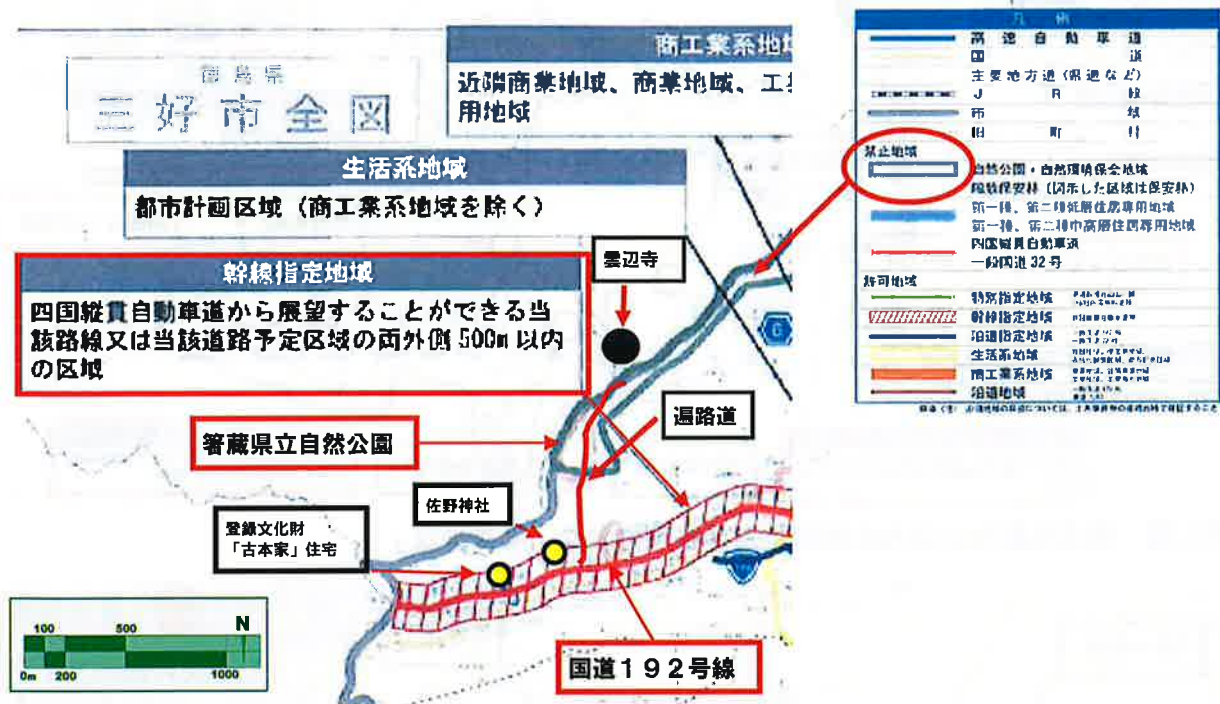 徳島県
三好市全図
商工業系地域
近隣商業地域、商業地域、工業
用地域
生活系地域
都市計画区域（商工業系地域を除く）
幹線指定地域
四国縦貫自動車道から展望することができる当
該路線又は当該道路予定区域の両外側500m以内
の区域
雲辺寺
箸蔵県立自然公園
遍路道
佐野神社
登録文化財
「古本家」住宅
国道１９２号線
100 500 N
0m 200 1000
凡例
高速自動車道
国道
主要地方道（県道など）
JR線
市域
旧町村
禁止地域
自然公園・自然環境保全地域
（図示した区域は保安林）
第一種、第二種低層住居専用地域
第一種、第二種中高層住居専用地域
四国縦貫自動車道
一般国道32号
許可地域
特別指定地域
幹線指定地域
沿道指定地域
生活系地域
商工業系地域
沿道地域